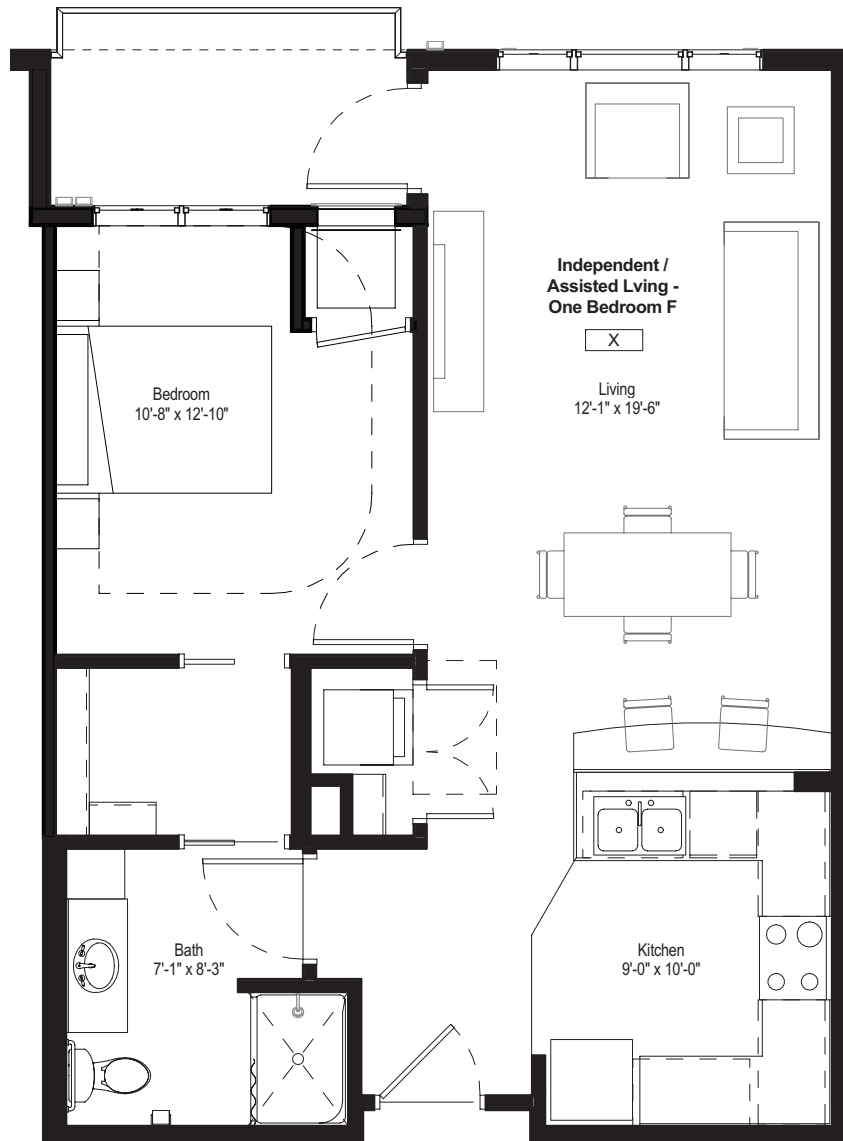 Independent /
Assisted Lving -
One Bedroom F
X
Living
12'-1" x 19'-6"
Bedroom
10'-8" x 12'-10"
Bath
7'-1" x 8'-3"
Kitchen
9'-0" x 10'-0"